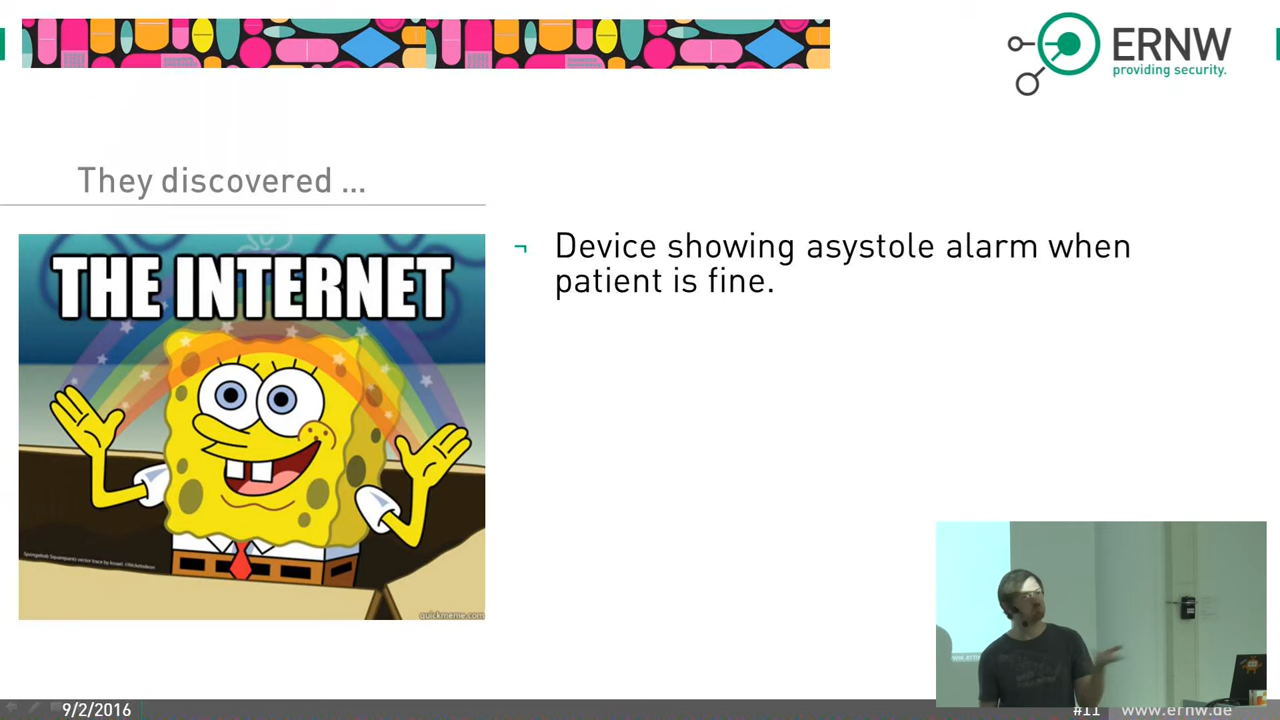 ERNW
providing security.
They discovered ...
THE INTERNET
¬ Device showing asystole alarm when
patient is fine.
quickmeme.com
9/2/2016
#11
www.ernw.de